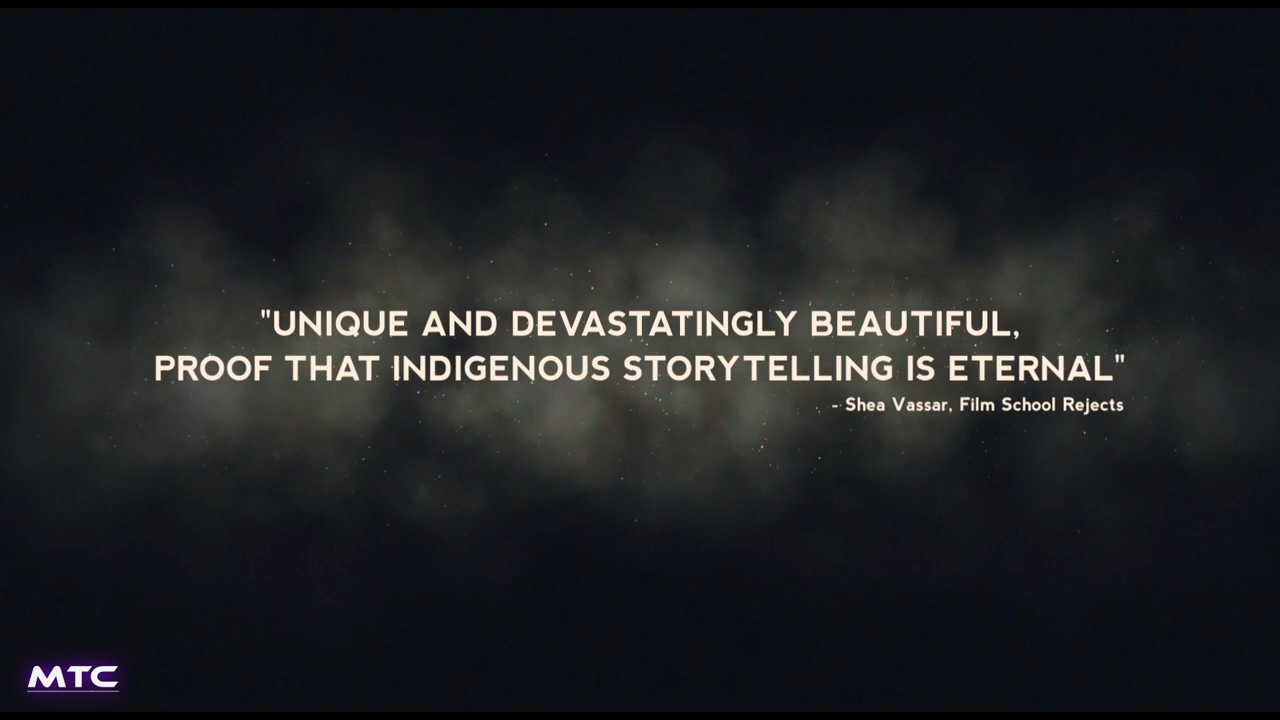 "UNIQUE AND DEVASTATINGLY BEAUTIFUL,
PROOF THAT INDIGENOUS STORYTELLING IS ETERNAL"
- Shea Vassar, Film School Rejects
MTC